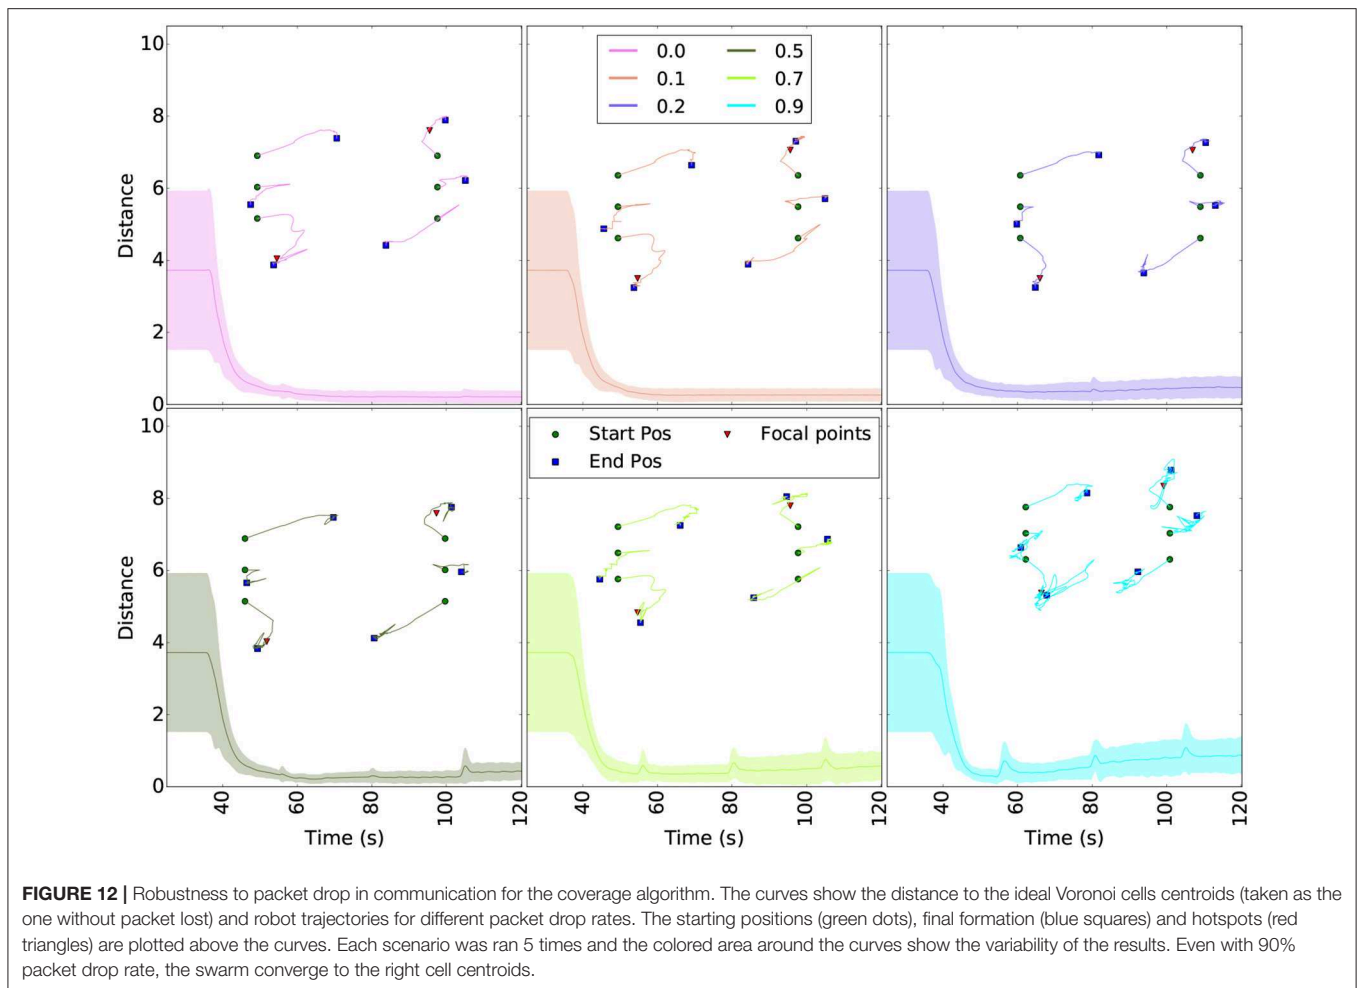 10
8
6
4
2
0
Distance
0.0 0.5
0.1 0.7
0.2 0.9
10
8
6
4
2
0
Distance
Start Pos Focal points
End Pos
40 60 80 100 120 40 60 80 100 120 40 60 80 100 120
Time (s) Time (s) Time (s)
FIGURE 12 | Robustness to packet drop in communication for the coverage algorithm. The curves show the distance to the ideal Voronoi cells centroids (taken as the
one without packet lost) and robot trajectories for different packet drop rates. The starting positions (green dots), final formation (blue squares) and hotspots (red
triangles) are plotted above the curves. Each scenario was ran 5 times and the colored area around the curves show the variability of the results. Even with 90%
packet drop rate, the swarm converge to the right cell centroids.